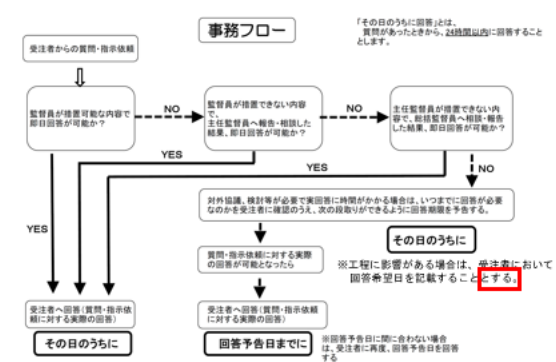 事務フロー
「その日のうちに回答」とは、
質問があったときから、24時間以内に回答すること
とします。
受注者からの質問・指示依頼
監督員が措置可能な内容で
即日回答が可能か？
NO
監督員が措置できない内容
で、
主任監督員へ報告・相談した
結果、即日回答が可能か？
NO
主任監督員が措置できない内
容で、総括監督員へ相談・報告
した結果、即日回答が可能か？
YES
YES
NO
YES
対外協議、検討等が必要で実回答に時間がかかる場合は、いつまでに回答が必要
なのかを受注者に確認のうえ、次の段取りができるように回答期限を予告する。
その日のうちに
質問・指示依頼に対する実際
の回答が可能となったら
※工程に影響がある場合は、受注者において
回答希望日を記載することとする。
受注者へ回答(質問・指示依
頼に対する実際の回答)
その日のうちに
受注者へ回答(質問・指示依頼
に対する実際の回答)
回答予告日までに
※回答予告日に間に合わない場合
は、受注者に再度、回答予告日を回答
する